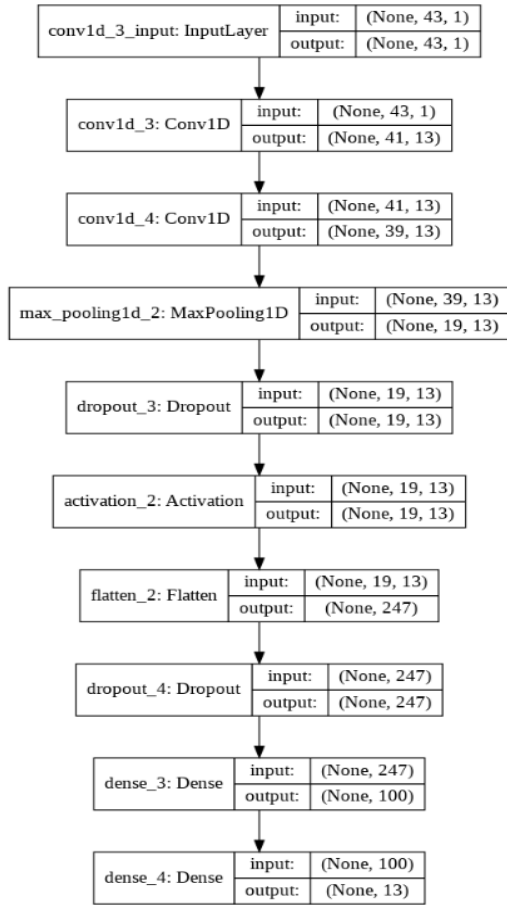 conv1d_3_input: InputLayer
input: (None, 43, 1)
output: (None, 43, 1)
conv1d_3: Conv1D
input: (None, 43, 1)
output: (None, 41, 13)
conv1d_4: Conv1D
input: (None, 41, 13)
output: (None, 39, 13)
max_pooling1d_2: MaxPooling1D
input: (None, 39, 13)
output: (None, 19, 13)
dropout_3: Dropout
input: (None, 19, 13)
output: (None, 19, 13)
activation_2: Activation
input: (None, 19, 13)
output: (None, 19, 13)
flatten_2: Flatten
input: (None, 19, 13)
output: (None, 247)
dropout_4: Dropout
input: (None, 247)
output: (None, 247)
dense_3: Dense
input: (None, 247)
output: (None, 100)
dense_4: Dense
input: (None, 100)
output: (None, 13)